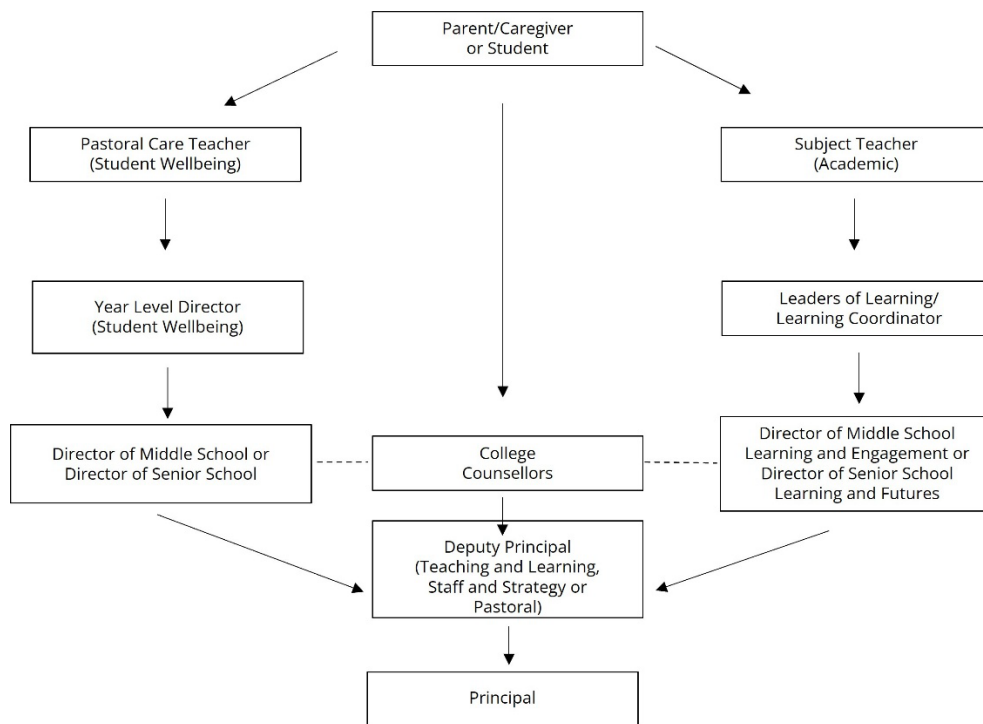 Parent/Caregiver
or Student
Pastoral Care Teacher
(Student Wellbeing)
Subject Teacher
(Academic)
Year Level Director
(Student Wellbeing)
Leaders of Learning/
Learning Coordinator
Director of Middle School or
Director of Senior School
College
Counsellors
Director of Middle School
Learning and Engagement or
Director of Senior School
Learning and Futures
Deputy Principal
(Teaching and Learning,
Staff and Strategy or
Pastoral)
Principal